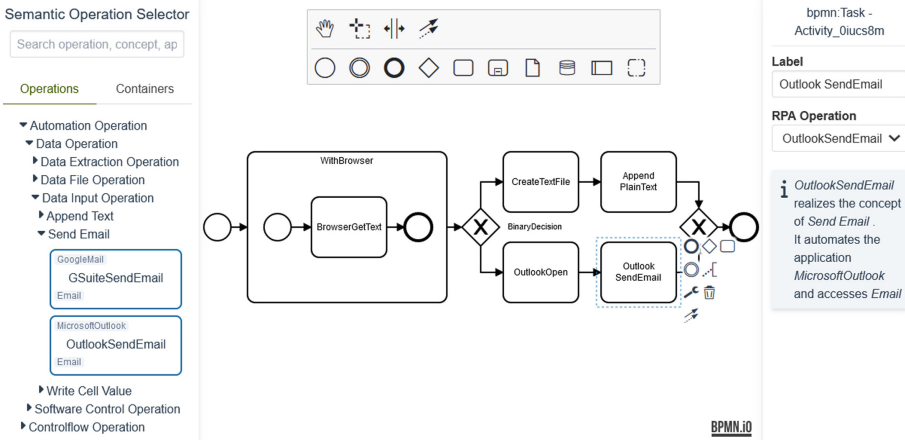 Semantic Operation Selector
Search operation, concept, ap
Operations
Containers
Automation Operation
Data Operation
Data Extraction Operation
Data File Operation
Data Input Operation
Append Text
Send Email
GoogleMail
GSuiteSendEmail
Email
MicrosoftOutlook
OutlookSendEmail
Email
Write Cell Value
Software Control Operation
Controlflow Operation
WithBrowser
BrowserGetText
X
BinaryDecision
CreateTextFile
Append
PlainText
OutlookOpen
Outlook
SendEmail
X
BPMN.iO
bpmn:Task -
Activity_0iucs8m
Label
Outlook SendEmail
RPA Operation
OutlookSendEmail
i OutlookSendEmail
realizes the concept
of Send Email .
It automates the
application
MicrosoftOutlook
and accesses Email